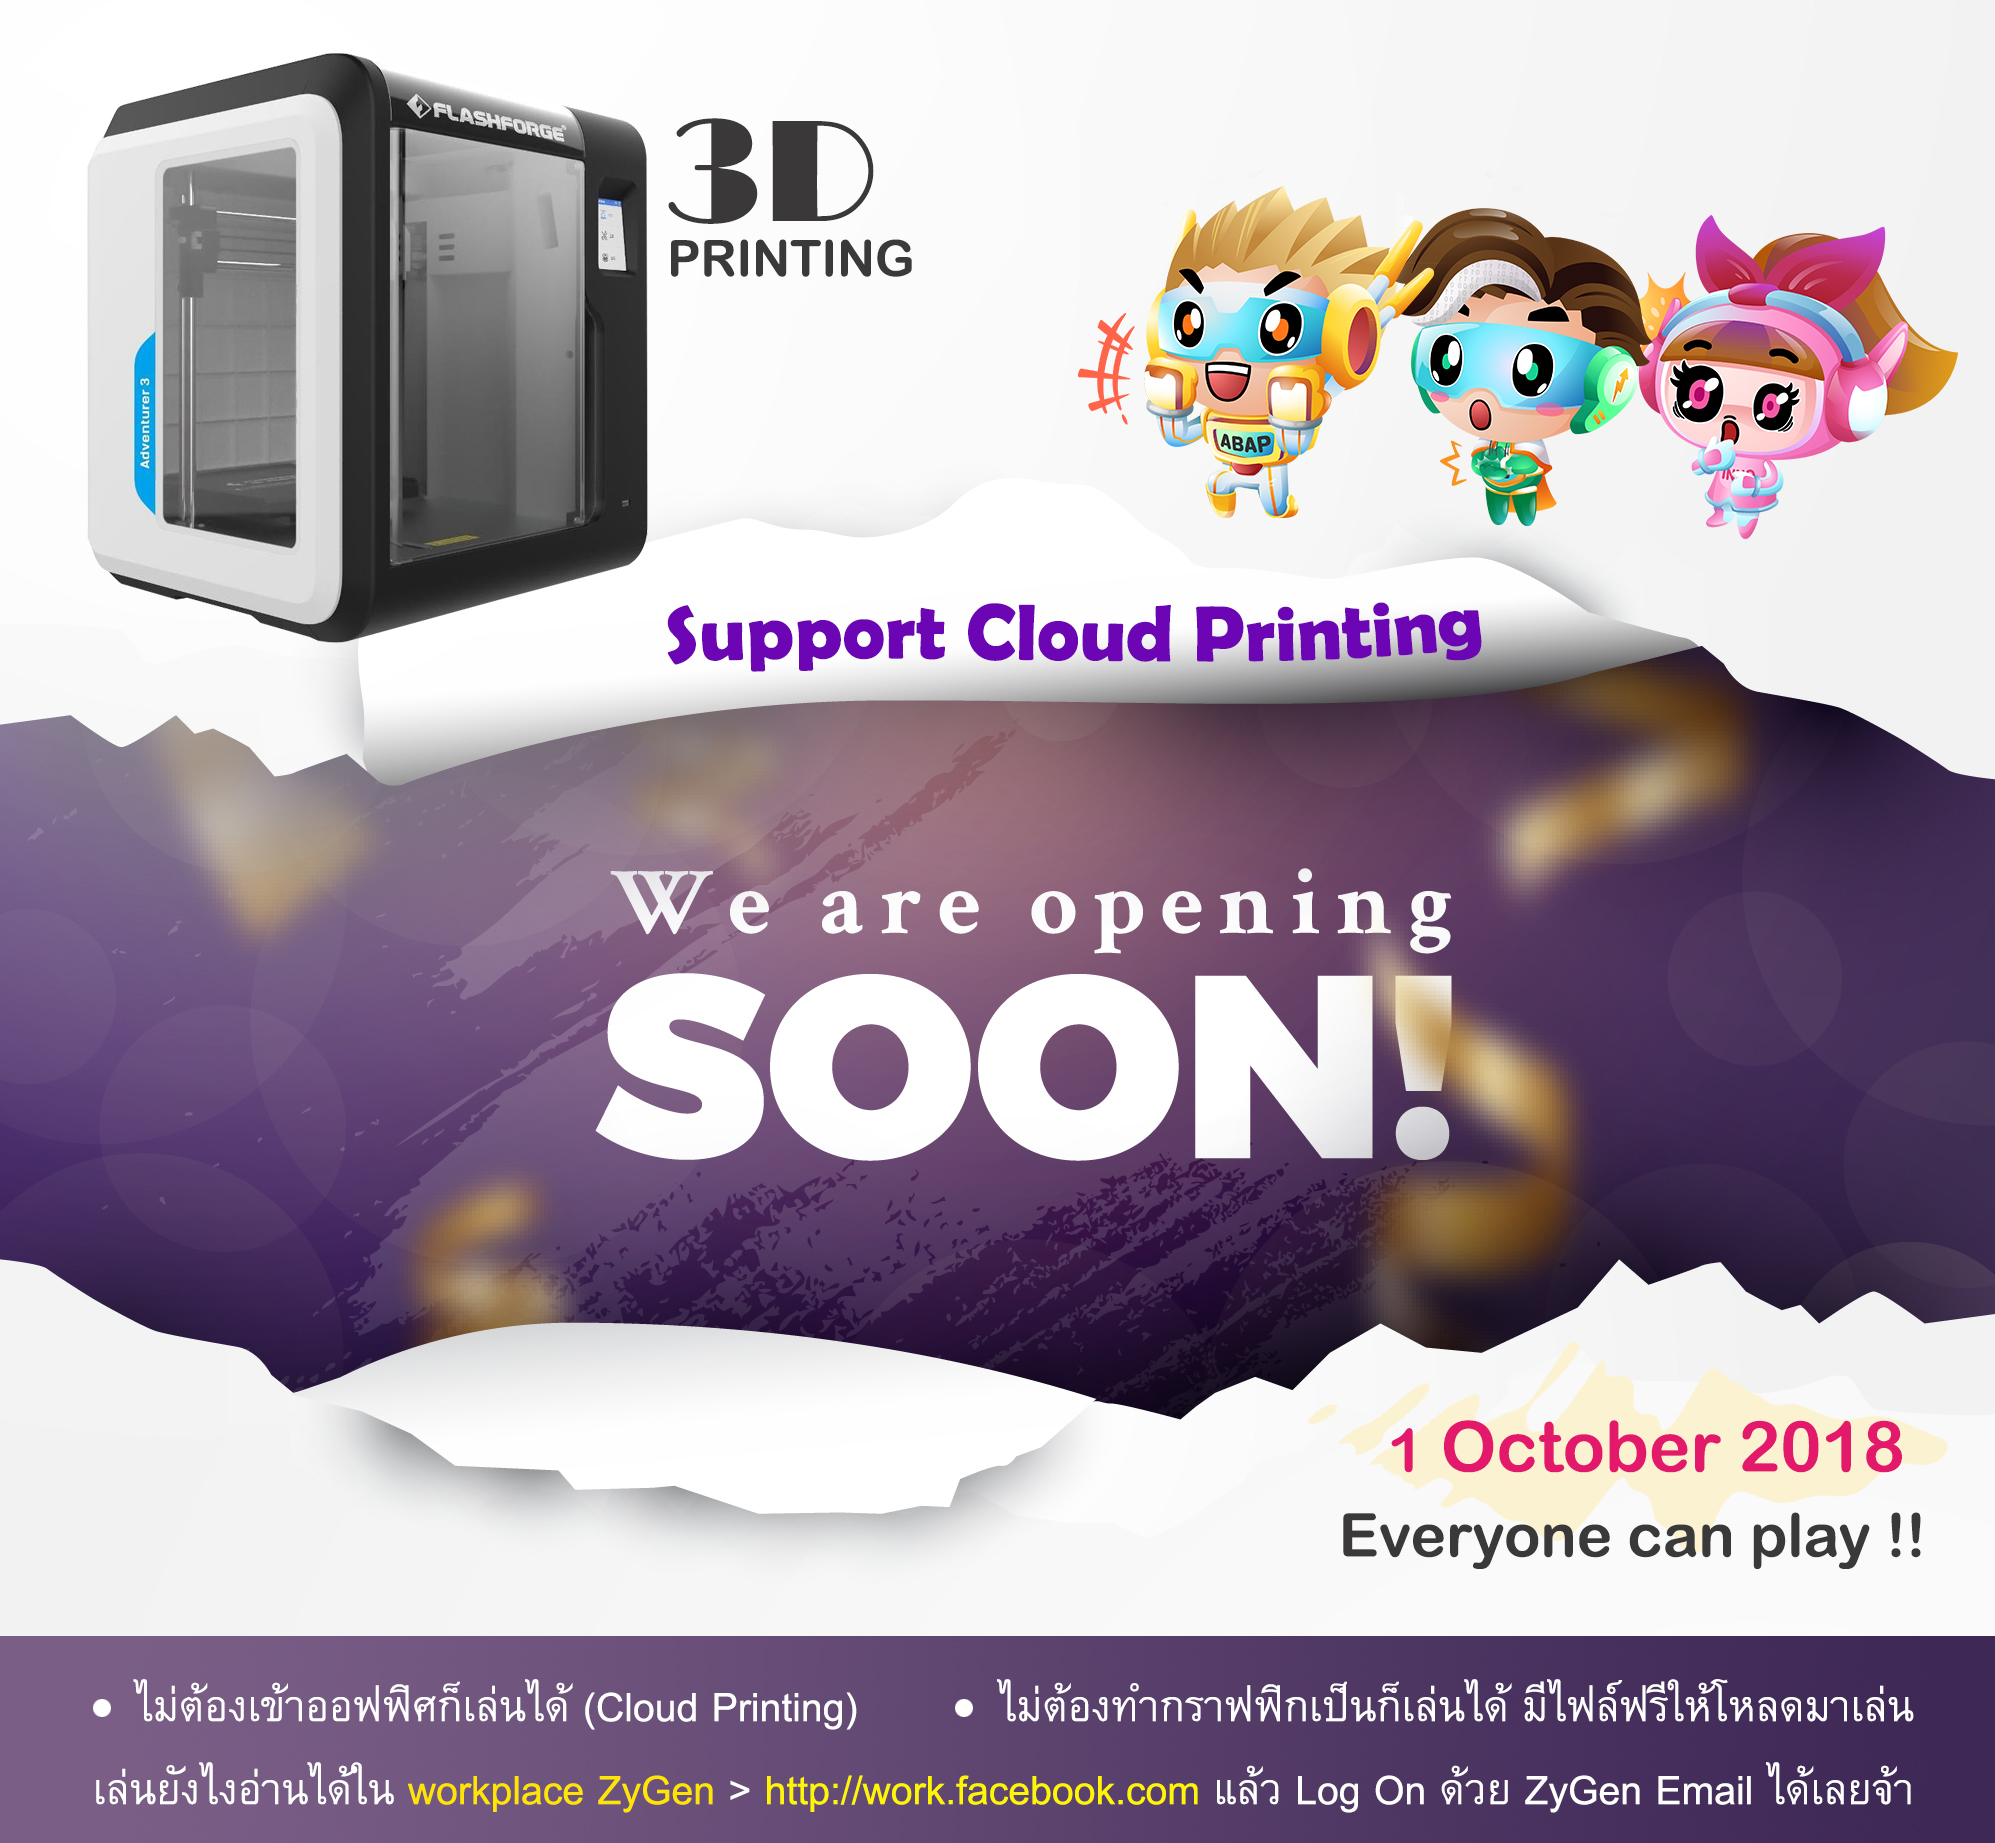 FLASHFORGE
3D
PRINTING
Adventurer 3
ABAP
Support Cloud Printing
We are opening
SOON!
1 October 2018
Everyone can play !!
• ไม่ต้องเข้าออฟฟิศก็เล่นได้ (Cloud Printing)
• ไม่ต้องทำกราฟฟิกเป็นก็เล่นได้ มีไฟล์ฟรีให้โหลดมาเล่น
เล่นยังไงอ่านได้ใน workplace ZyGen > http://work.facebook.com แล้ว Log On ด้วย ZyGen Email ได้เลยจ้า